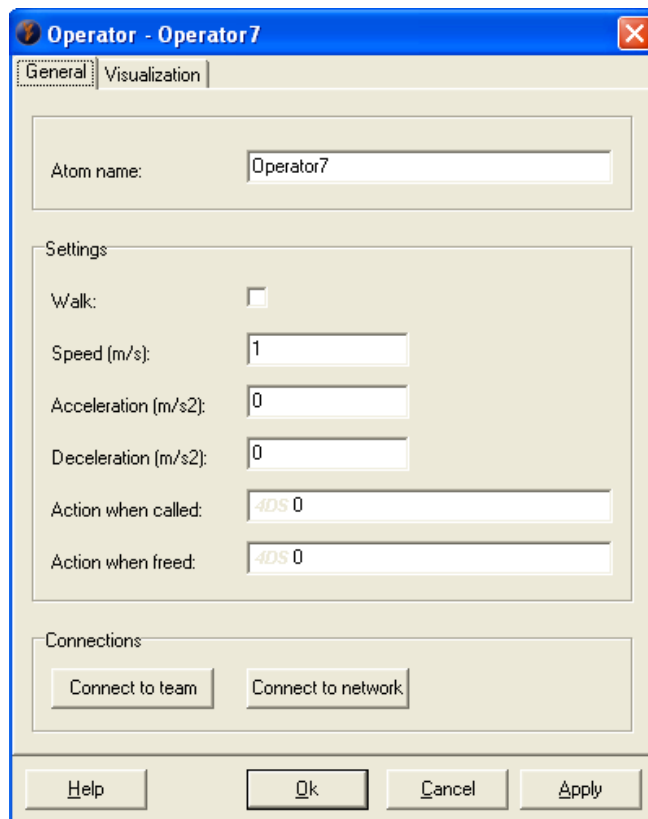 Operator - Operator7
General Visualization
Atom name: Operator7
Settings
Walk:
Speed (m/s): 1
Acceleration (m/s2): 0
Deceleration (m/s2): 0
Action when called: 4DS 0
Action when freed: 4DS 0
Connections
Connect to team Connect to network
Help Ok Cancel Apply